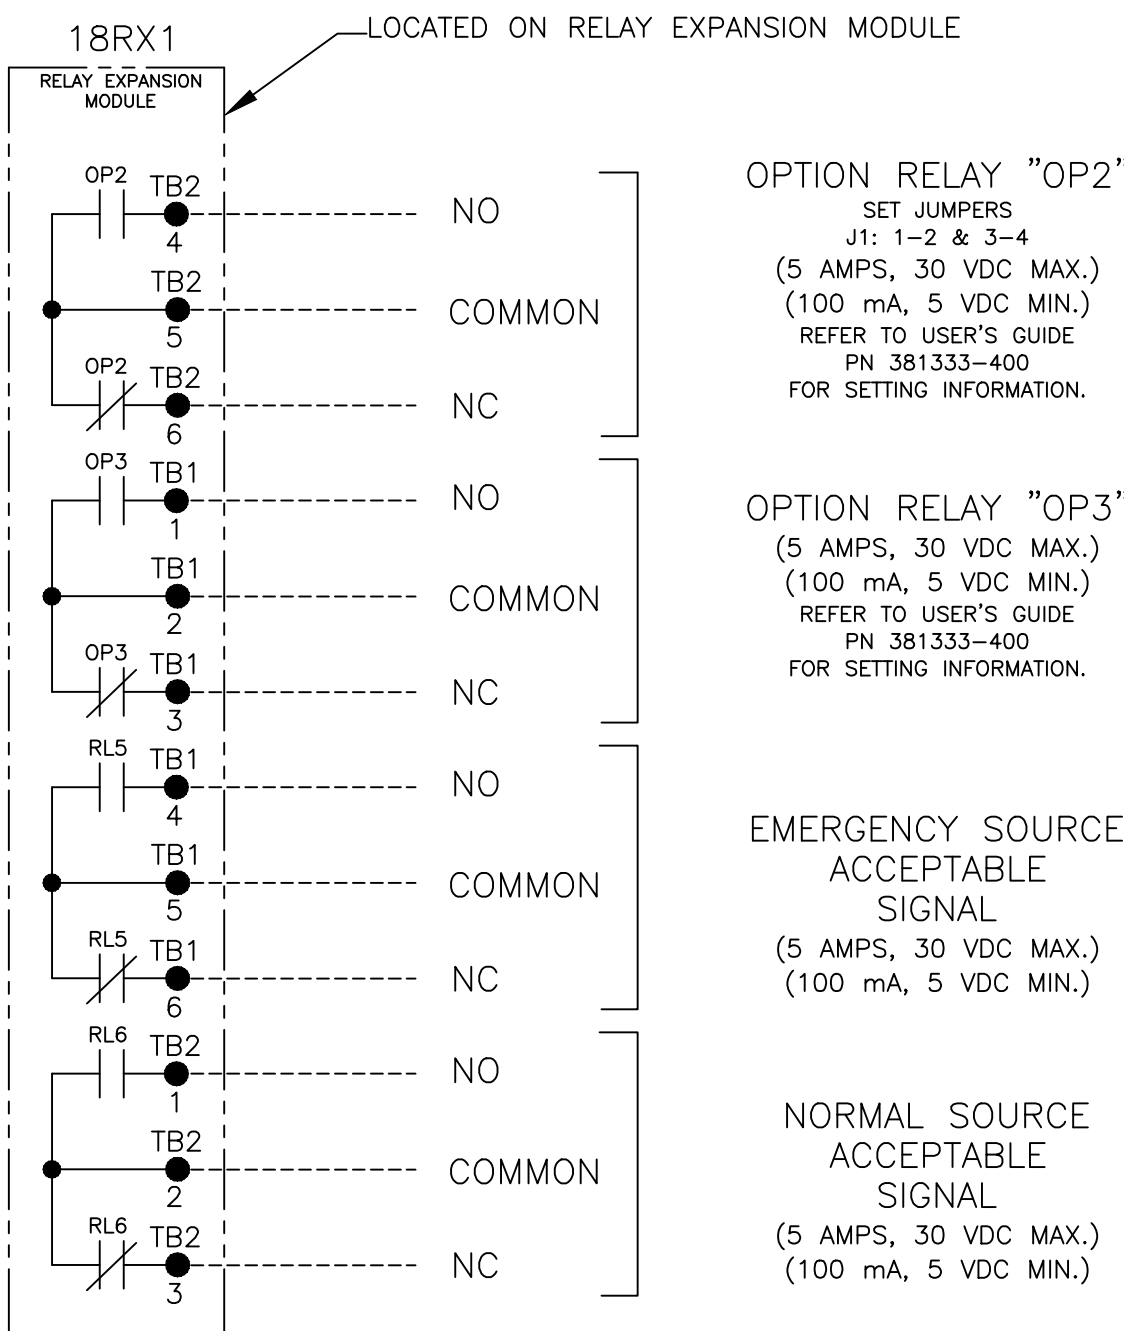 18RX1
LOCATED ON RELAY EXPANSION MODULE
RELAY EXPANSION
MODULE
OP2
TB2
4
NO
TB2
5
COMMON
OP2
TB2
6
NC
OPTION RELAY "OP2"
SET JUMPERS
J1: 1-2 & 3-4
(5 AMPS, 30 VDC MAX.)
(100 mA, 5 VDC MIN.)
REFER TO USER'S GUIDE
PN 381333-400
FOR SETTING INFORMATION.
OP3
TB1
1
NO
TB1
2
COMMON
OP3
TB1
3
NC
OPTION RELAY "OP3"
(5 AMPS, 30 VDC MAX.)
(100 mA, 5 VDC MIN.)
REFER TO USER'S GUIDE
PN 381333-400
FOR SETTING INFORMATION.
RL5
TB1
4
NO
TB1
5
COMMON
RL5
TB1
6
NC
EMERGENCY SOURCE
ACCEPTABLE
SIGNAL
(5 AMPS, 30 VDC MAX.)
(100 mA, 5 VDC MIN.)
RL6
TB2
1
NO
TB2
2
COMMON
RL6
TB2
3
NC
NORMAL SOURCE
ACCEPTABLE
SIGNAL
(5 AMPS, 30 VDC MAX.)
(100 mA, 5 VDC MIN.)